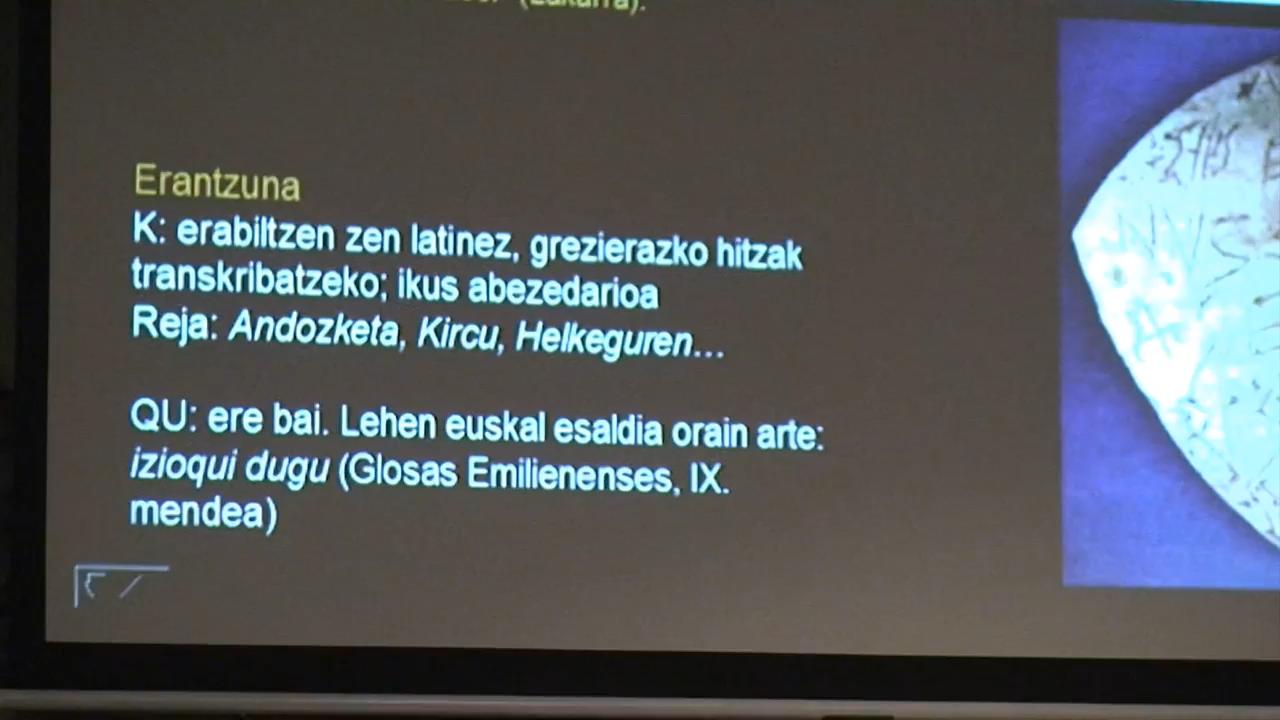 (Lakarra).
Erantzuna
K: erabiltzen zen latinez, grezierazko hitzak
transkribatzeko; ikus abezedarioa
Reja: Andozketa, Kircu, Helkeguren...
QU: ere bai. Lehen euskal esaldia orain arte:
izioqui dugu (Glosas Emilienenses, IX.
mendea)